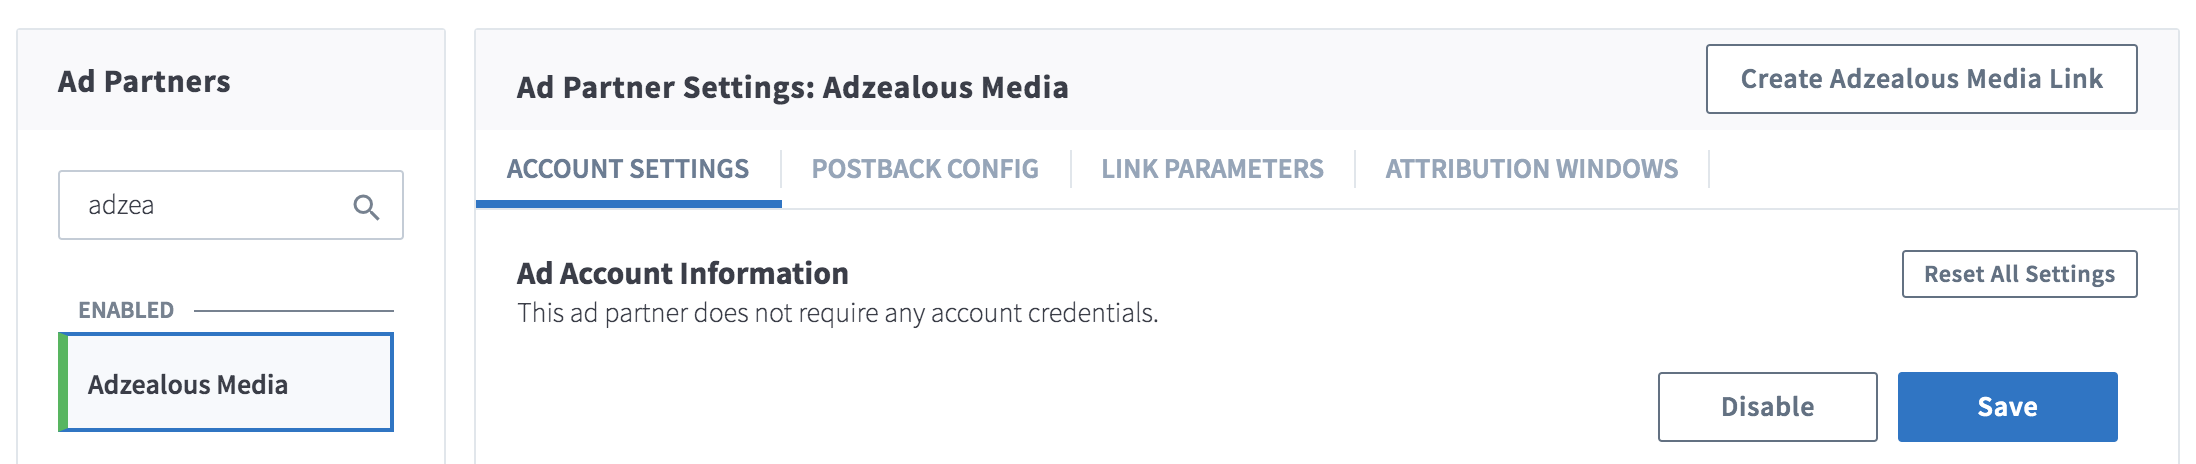 Ad Partners
adzea
ENABLED
Adzealous Media
Ad Partner Settings: Adzealous Media
Create Adzealous Media Link
ACCOUNT SETTINGS
POSTBACK CONFIG
LINK PARAMETERS
ATTRIBUTION WINDOWS
Ad Account Information
Reset All Settings
This ad partner does not require any account credentials.
Disable
Save